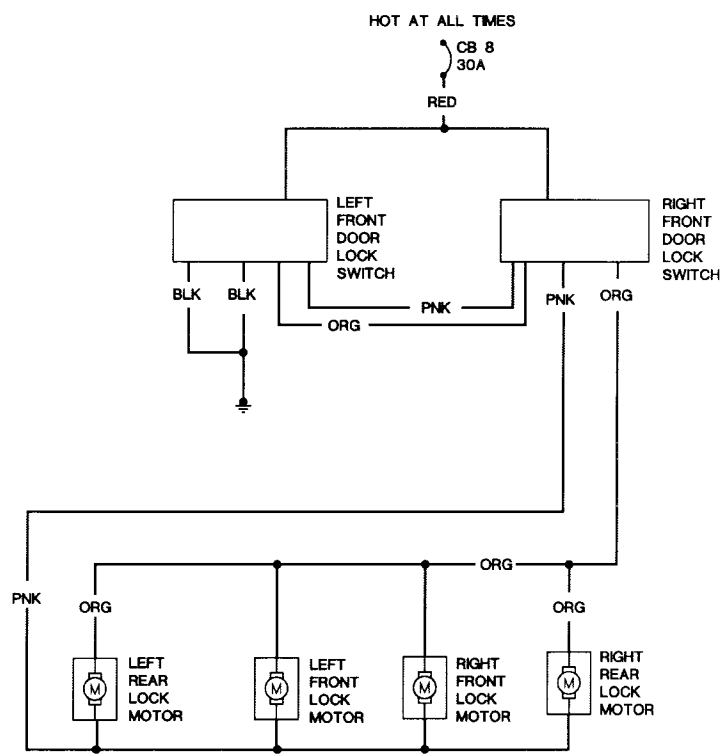 HOT AT ALL TIMES
CB 8
30A
RED
LEFT
FRONT
DOOR
LOCK
SWITCH
RIGHT
FRONT
DOOR
LOCK
SWITCH
BLK
BLK
PNK
ORG
PNK
ORG
ORG
PNK
ORG
ORG
LEFT
REAR
LOCK
MOTOR
LEFT
FRONT
LOCK
MOTOR
RIGHT
FRONT
LOCK
MOTOR
RIGHT
REAR
LOCK
MOTOR
M
M
M
M